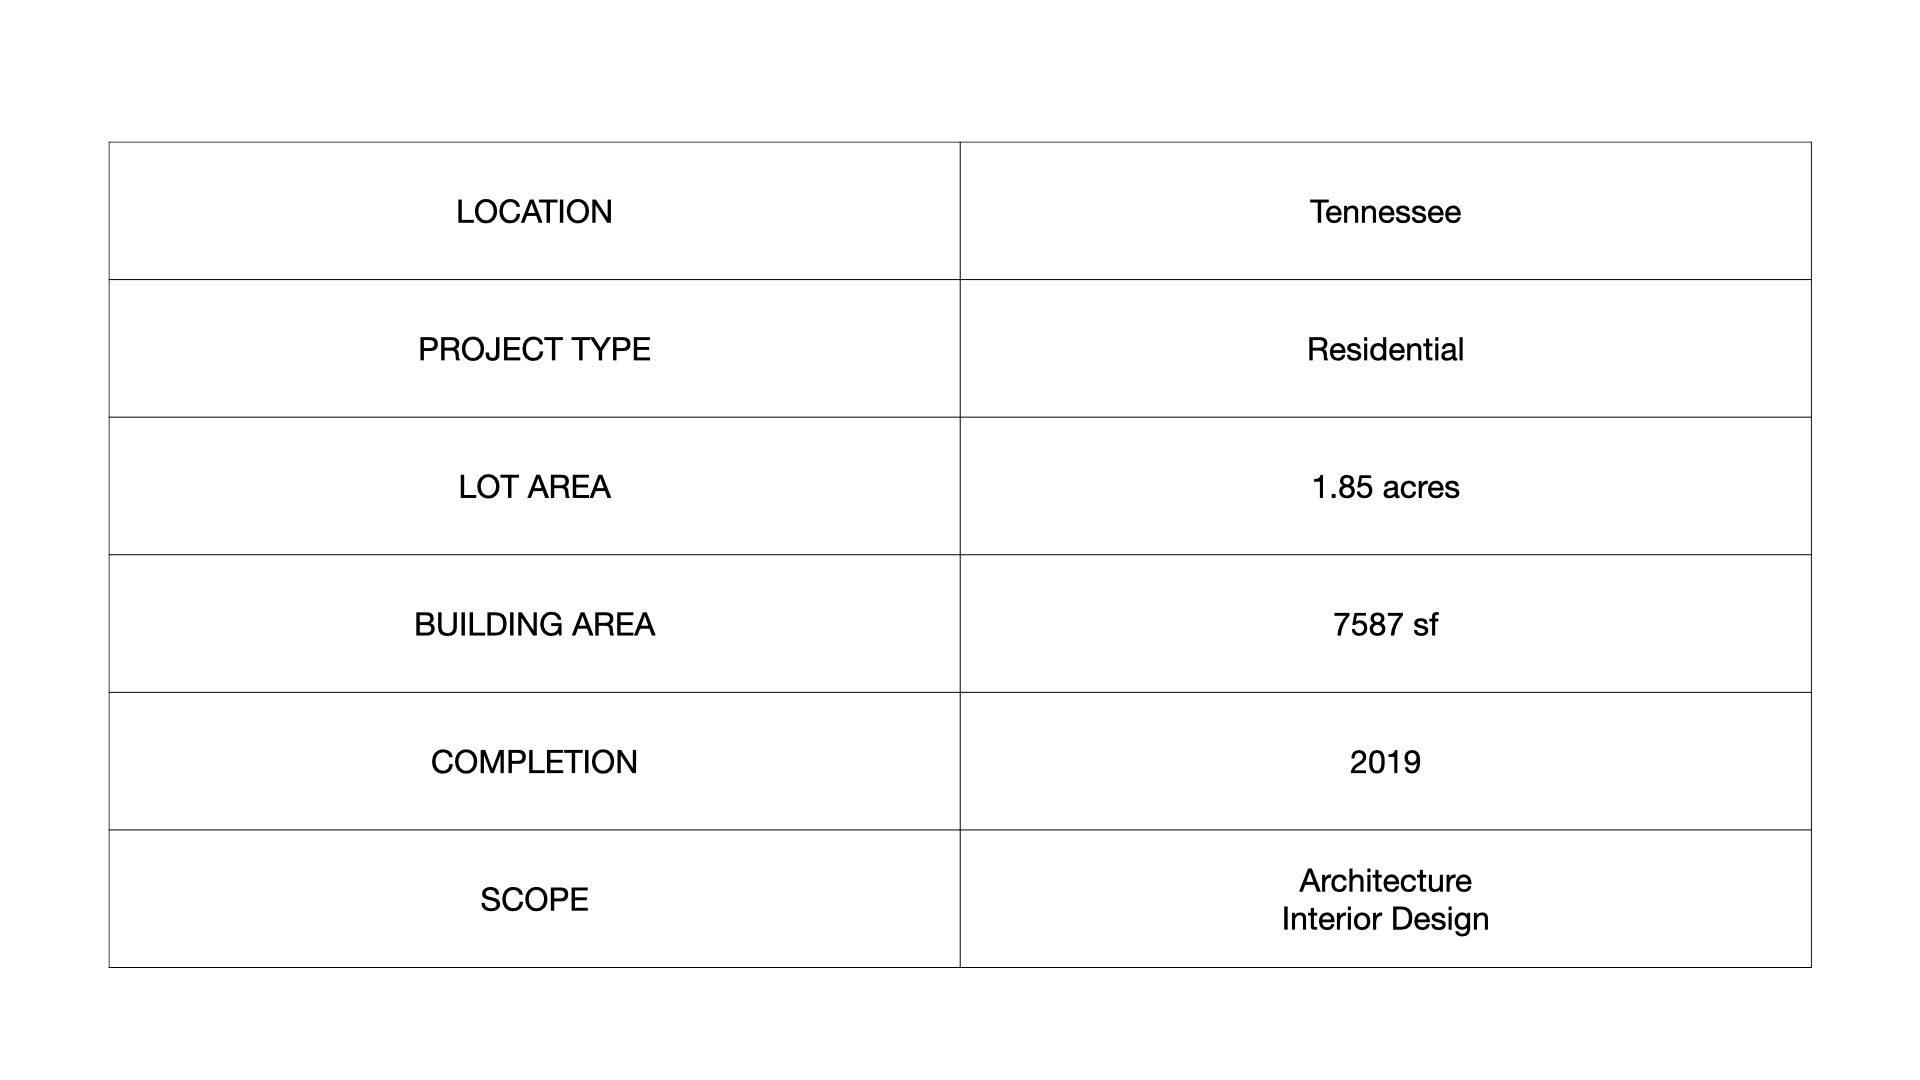 LOCATION
Tennessee
PROJECT TYPE
Residential
LOT AREA
1.85 acres
BUILDING AREA
7587 sf
COMPLETION
2019
SCOPE
Architecture
Interior Design